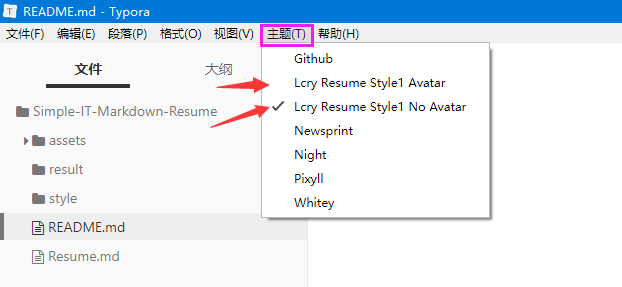 README.md - Typora
文件(F) 编辑(E) 段落(P) 格式(O) 视图(V) 主题(T) 帮助(H)
文件 大纲
Simple-IT-Markdown-Resume
assets
result
style
README.md
Resume.md
Github
Lcry Resume Style1 Avatar
Lcry Resume Style1 No Avatar
Newsprint
Night
Pixyll
Whitey